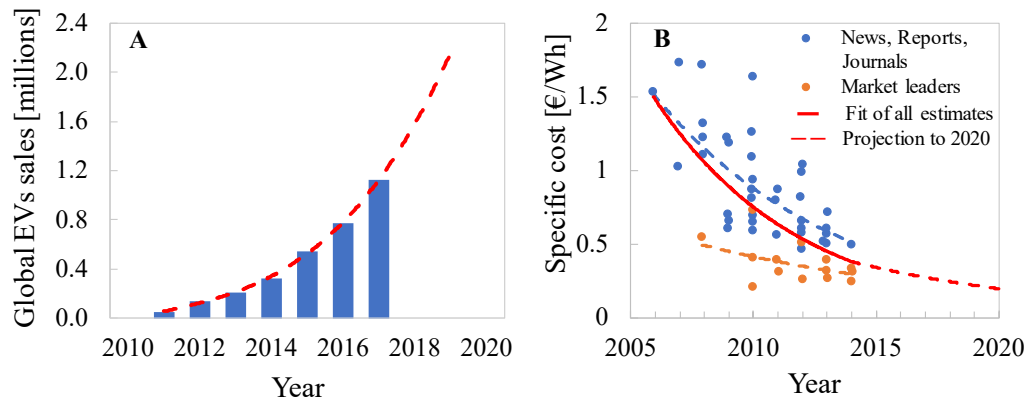 A
Global EVs sales [millions]
2.4
2.0
1.6
1.2
0.8
0.4
0.0
2010 2012 2014 2016 2018 2020
Year
B
Specific cost [€/Wh]
2
1.5
1
0.5
0
2005 2010 2015 2020
Year
News, Reports,
Journals
Market leaders
Fit of all estimates
Projection to 2020